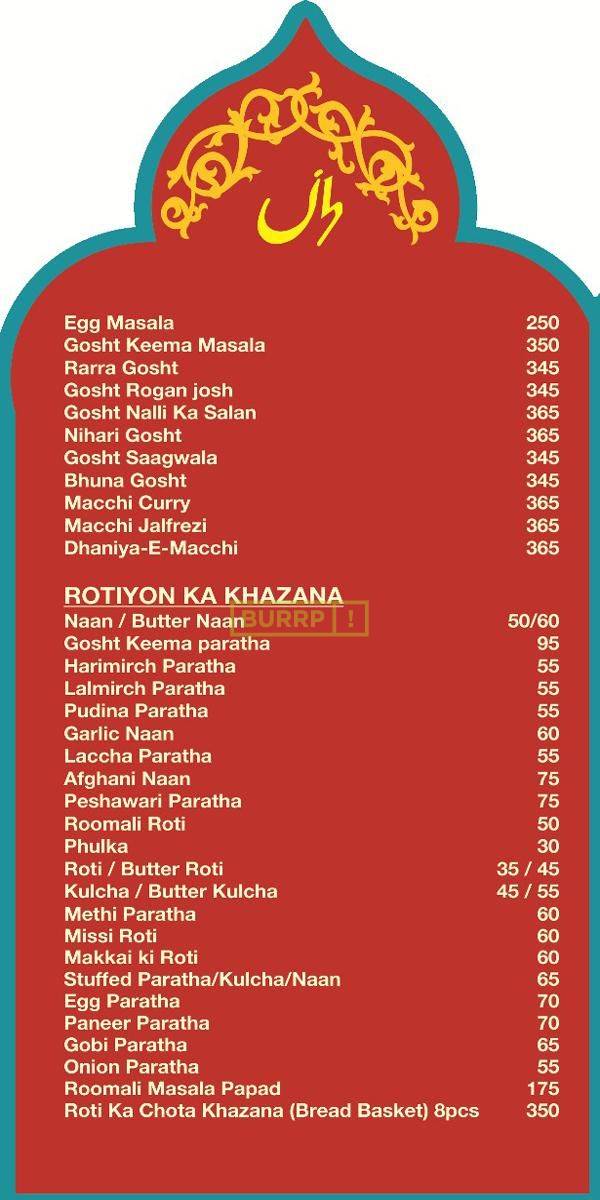 Egg Masala 250
Gosht Keema Masala 350
Rarra Gosht 345
Gosht Rogan josh 345
Gosht Nalli Ka Salan 365
Nihari Gosht 365
Gosht Saagwala 345
Bhuna Gosht 345
Macchi Curry 365
Macchi Jalfrezi 365
Dhaniya-E-Macchi 365
ROTIYON KA KHAZANA
BURRP !
Naan / Butter Naan 50/60
Gosht Keema paratha 95
Harimirch Paratha 55
Lalmirch Paratha 55
Pudina Paratha 55
Garlic Naan 60
Laccha Paratha 55
Afghani Naan 75
Peshawari Paratha 75
Roomali Roti 50
Phulka 30
Roti / Butter Roti 35 / 45
Kulcha / Butter Kulcha 45 / 55
Methi Paratha 60
Missi Roti 60
Makkai ki Roti 60
Stuffed Paratha/Kulcha/Naan 65
Egg Paratha 70
Paneer Paratha 70
Gobi Paratha 65
Onion Paratha 55
Roomali Masala Papad 175
Roti Ka Chota Khazana (Bread Basket) 8pcs 350